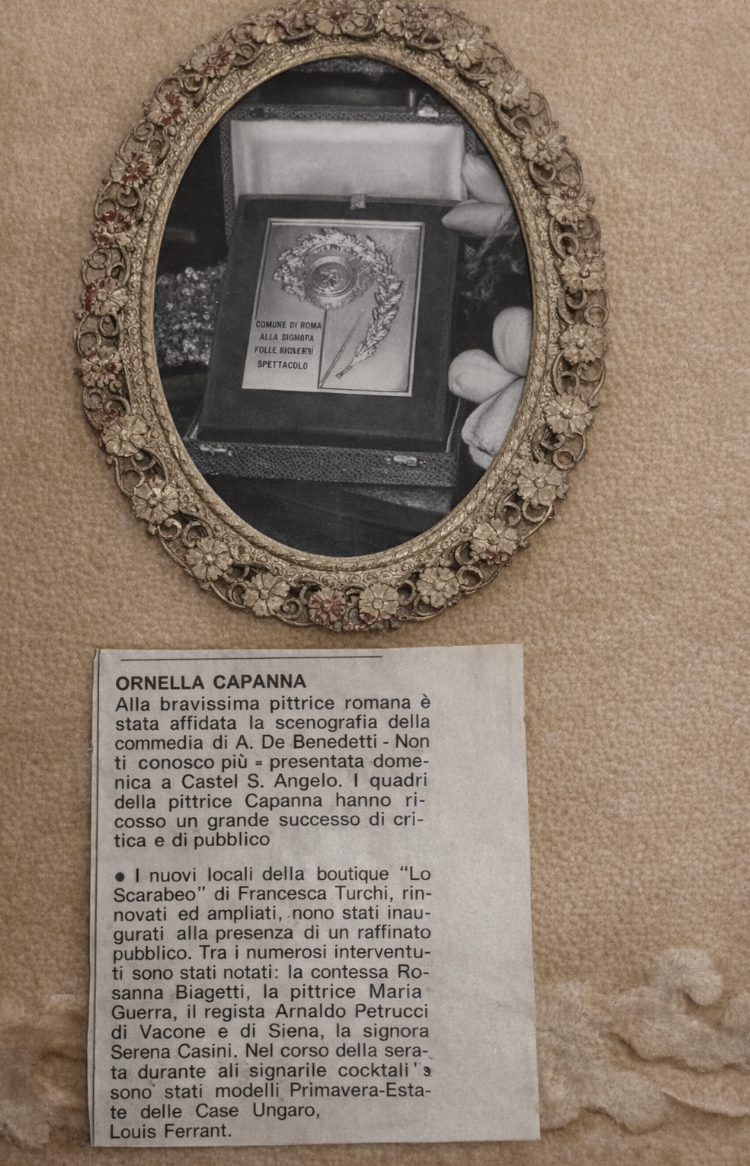 COMUNE DI ROMA
ALLA SIGNORA
FOLLE
SPETTACOLO
ORNELLA CAPANNA
Alla bravissima pittrice romana è
stata affidata la scenografia della
commedia di A. De Benedetti - Non
ti conosco più = presentata dome-
nica a Castel S. Angelo. I quadri
della pittrice Capanna hanno ri-
cosso un grande successo di cri-
tica e di pubblico
● I nuovi locali della boutique “Lo
Scarabeo” di Francesca Turchi, rin-
novati ed ampliati, nono stati inau-
gurati alla presenza di un raffinato
pubblico. Tra i numerosi interventu-
ti sono stati notati: la contessa Ro-
sanna Biagetti, la pittrice Maria
Guerra, il regista Arnaldo Petrucci
di Vacone e di Siena, la signora
Serena Casini. Nel corso della sera-
ta durante ali signarile cocktali's
sono stati modelli Primavera-Esta-
te delle Case Ungaro,
Louis Ferrant.